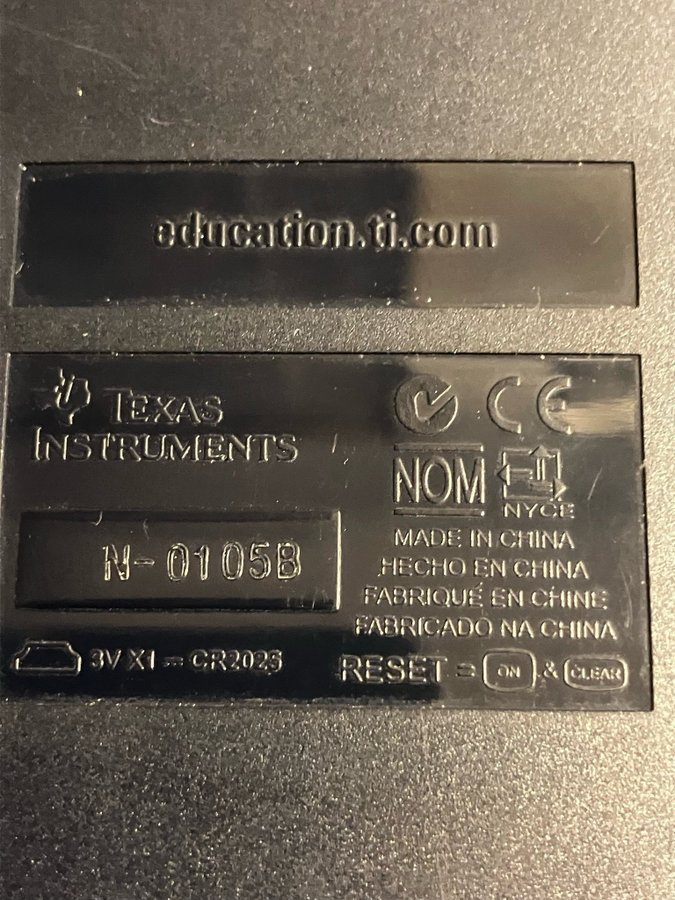 education.ti.com
TEXAS
INSTRUMENTS
CE
NOM
NYCE
N-0105B
MADE IN CHINA
HECHO EN CHINA
FABRIQUÉ EN CHINE
FABRICADO NA CHINA
3V X1 = CR2025
RESET = ON & CLEAR